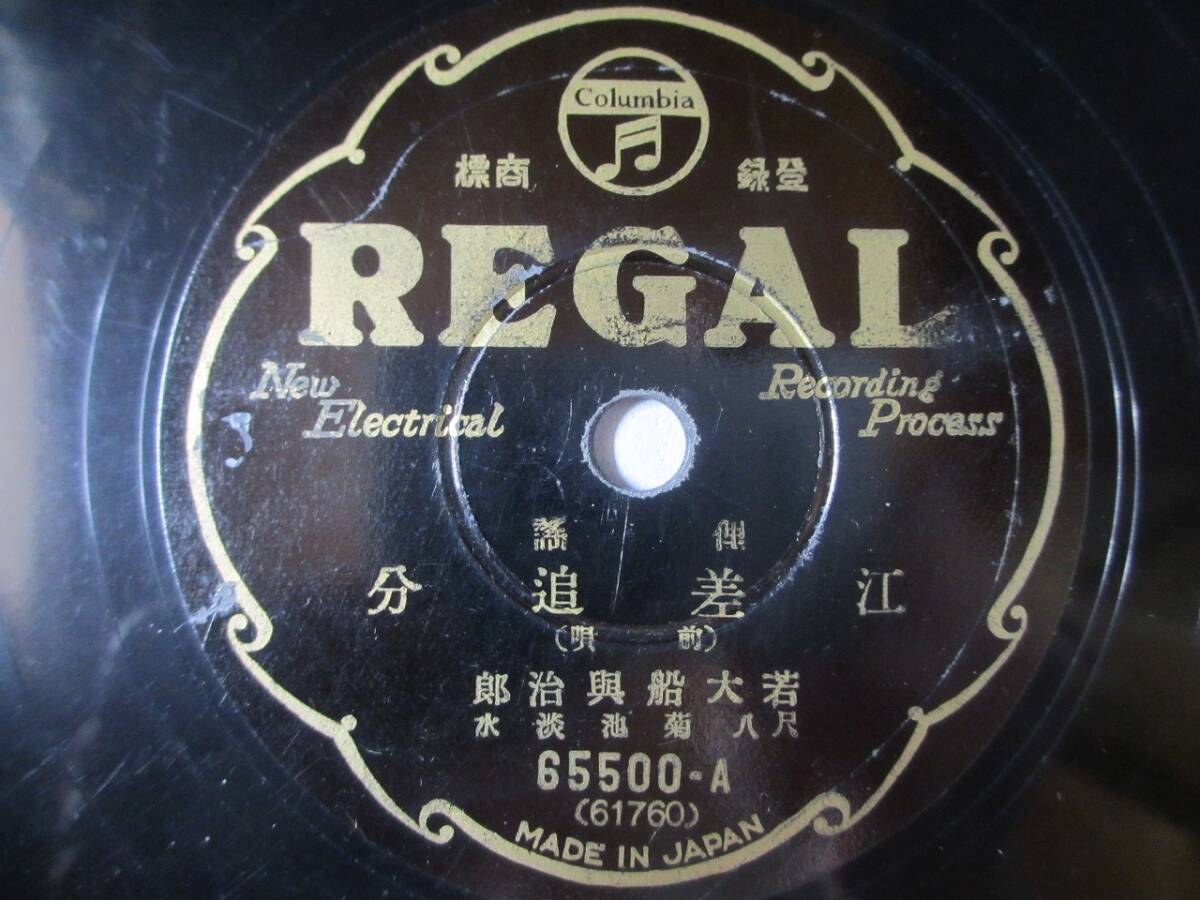 Columbia
登録 商標
REGAL
New Electrical
Recording Process
俚謡
江差追分
(前唄)
若大船與治郎
尺八 菊池淡水
65500-A
(61760)
MADE IN JAPAN